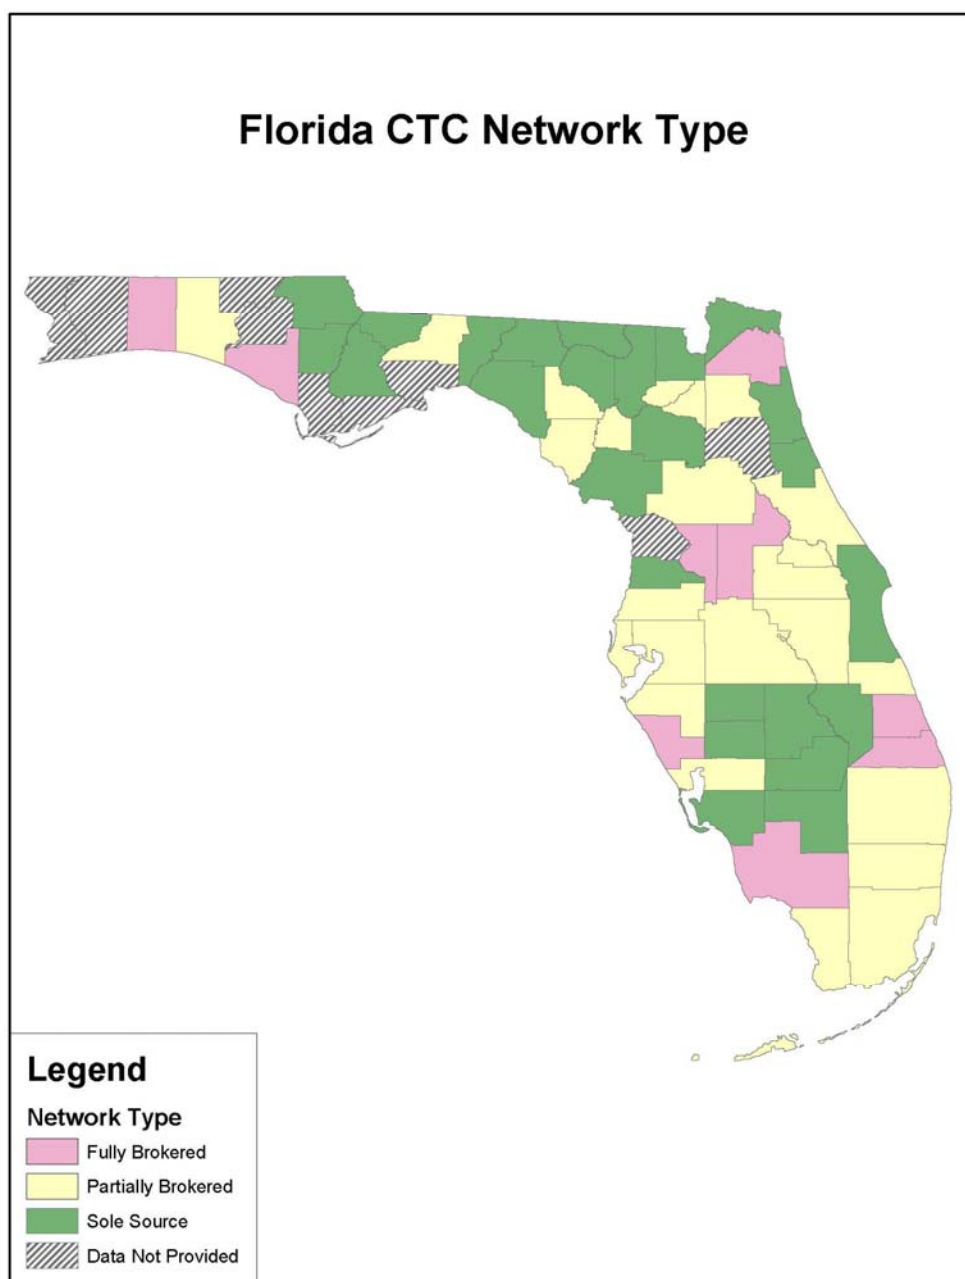 Florida CTC Network Type
Legend
Network Type
Fully Brokered
Partially Brokered
Sole Source
Data Not Provided